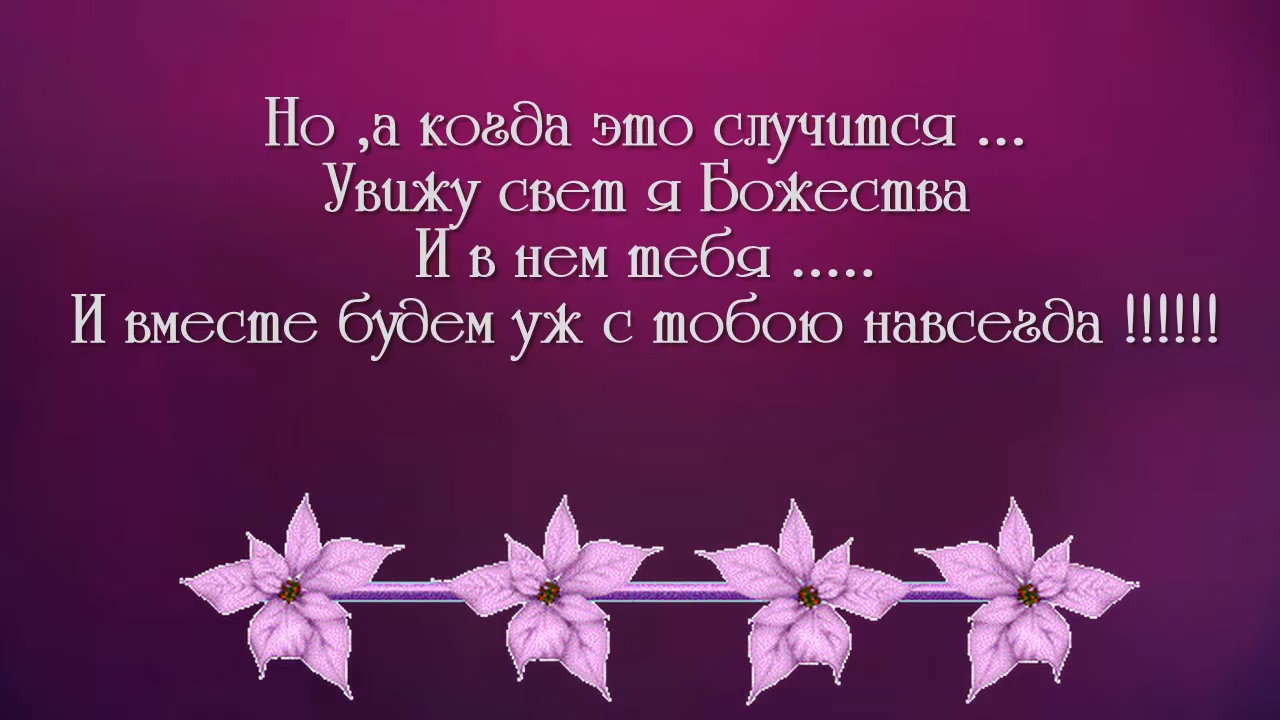 Но ,а когда это случится ...
Увижу свет я Божества
И в нем тебя .....
И вместе будем уж с тобою навсегда !!!!!!